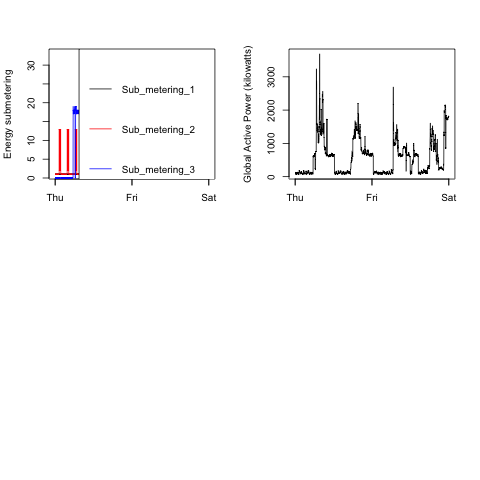 Energy submetering
0
5
10
20
30
Thu
Fri
Sat
Sub_metering_1
Sub_metering_2
Sub_metering_3
Global Active Power (kilowatts)
0
1000
2000
3000
Thu
Fri
Sat